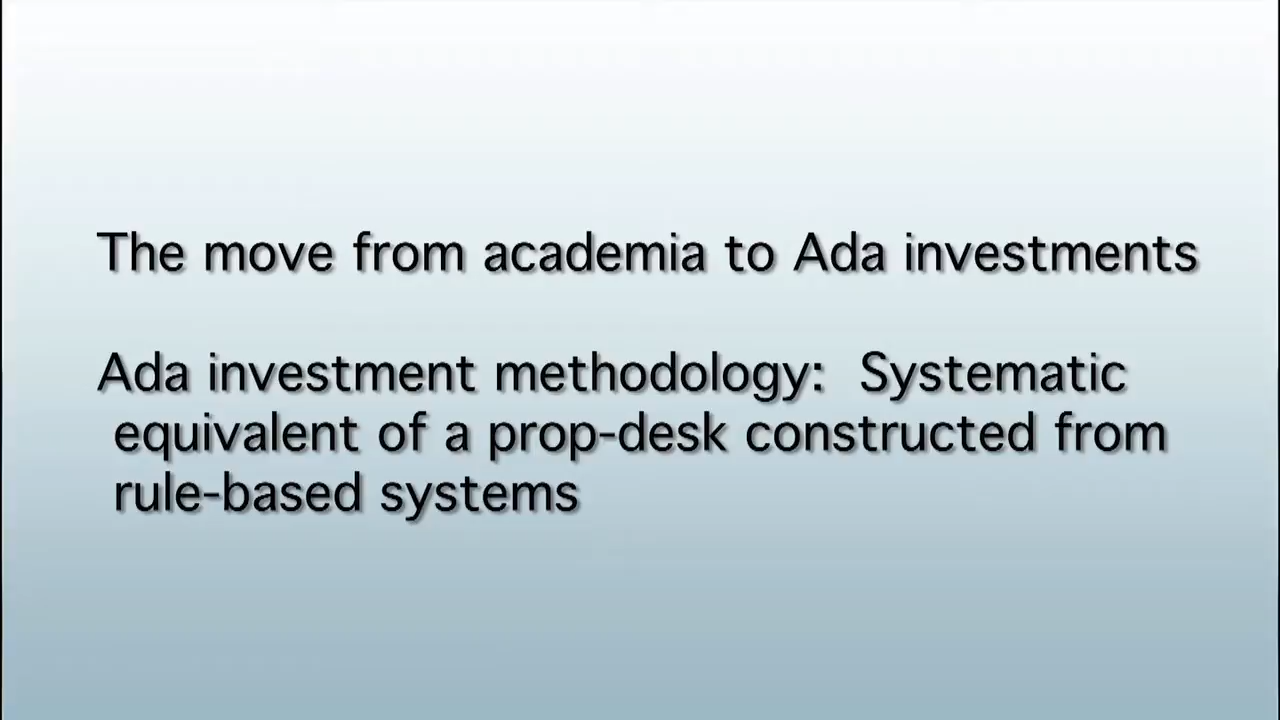 The move from academia to Ada investments
Ada investment methodology:  Systematic
equivalent of a prop-desk constructed from
rule-based systems